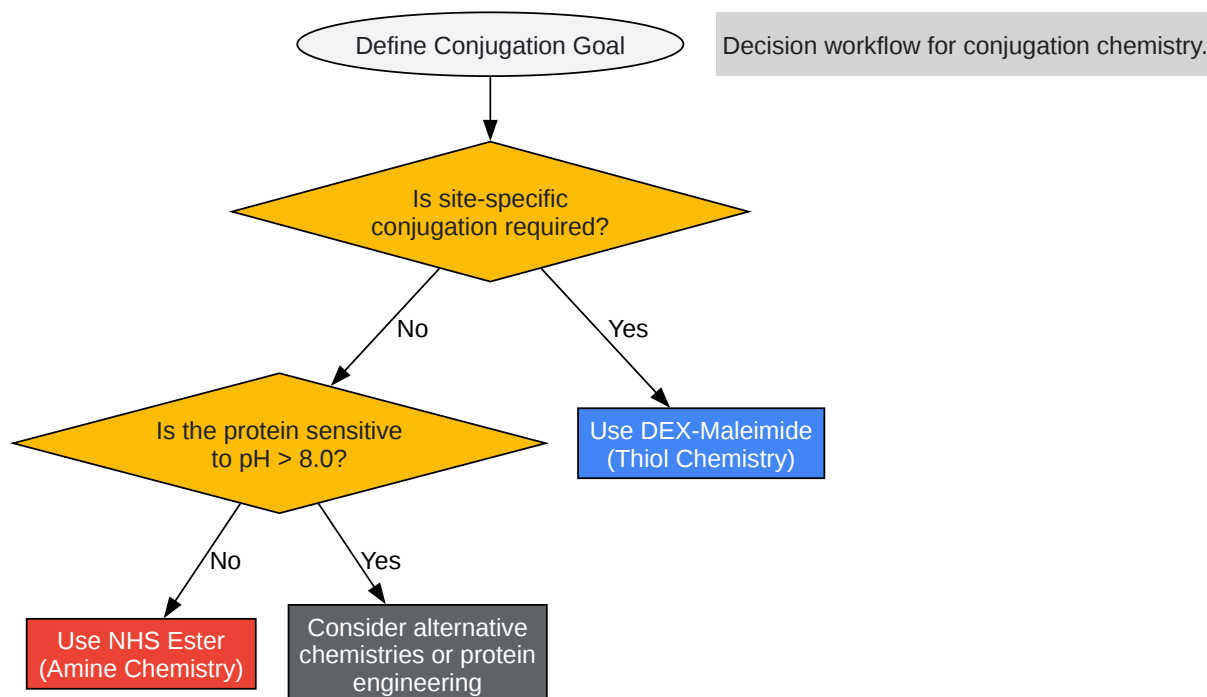 Define Conjugation Goal
Decision workflow for conjugation chemistry.
Is site-specific
conjugation required?
No
Yes
Is the protein sensitive
to pH > 8.0?
Use DEX-Maleimide
(Thiol Chemistry)
No
Yes
Use NHS Ester
(Amine Chemistry)
Consider alternative
chemistries or protein
engineering